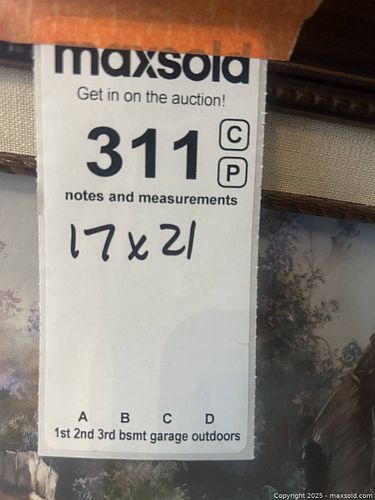 maxsold
Get in on the auction!
311 C
P
notes and measurements
17 x 21
A B C D
1st 2nd 3rd bsmt garage outdoors
Copyright © 2025 - maxsold.com